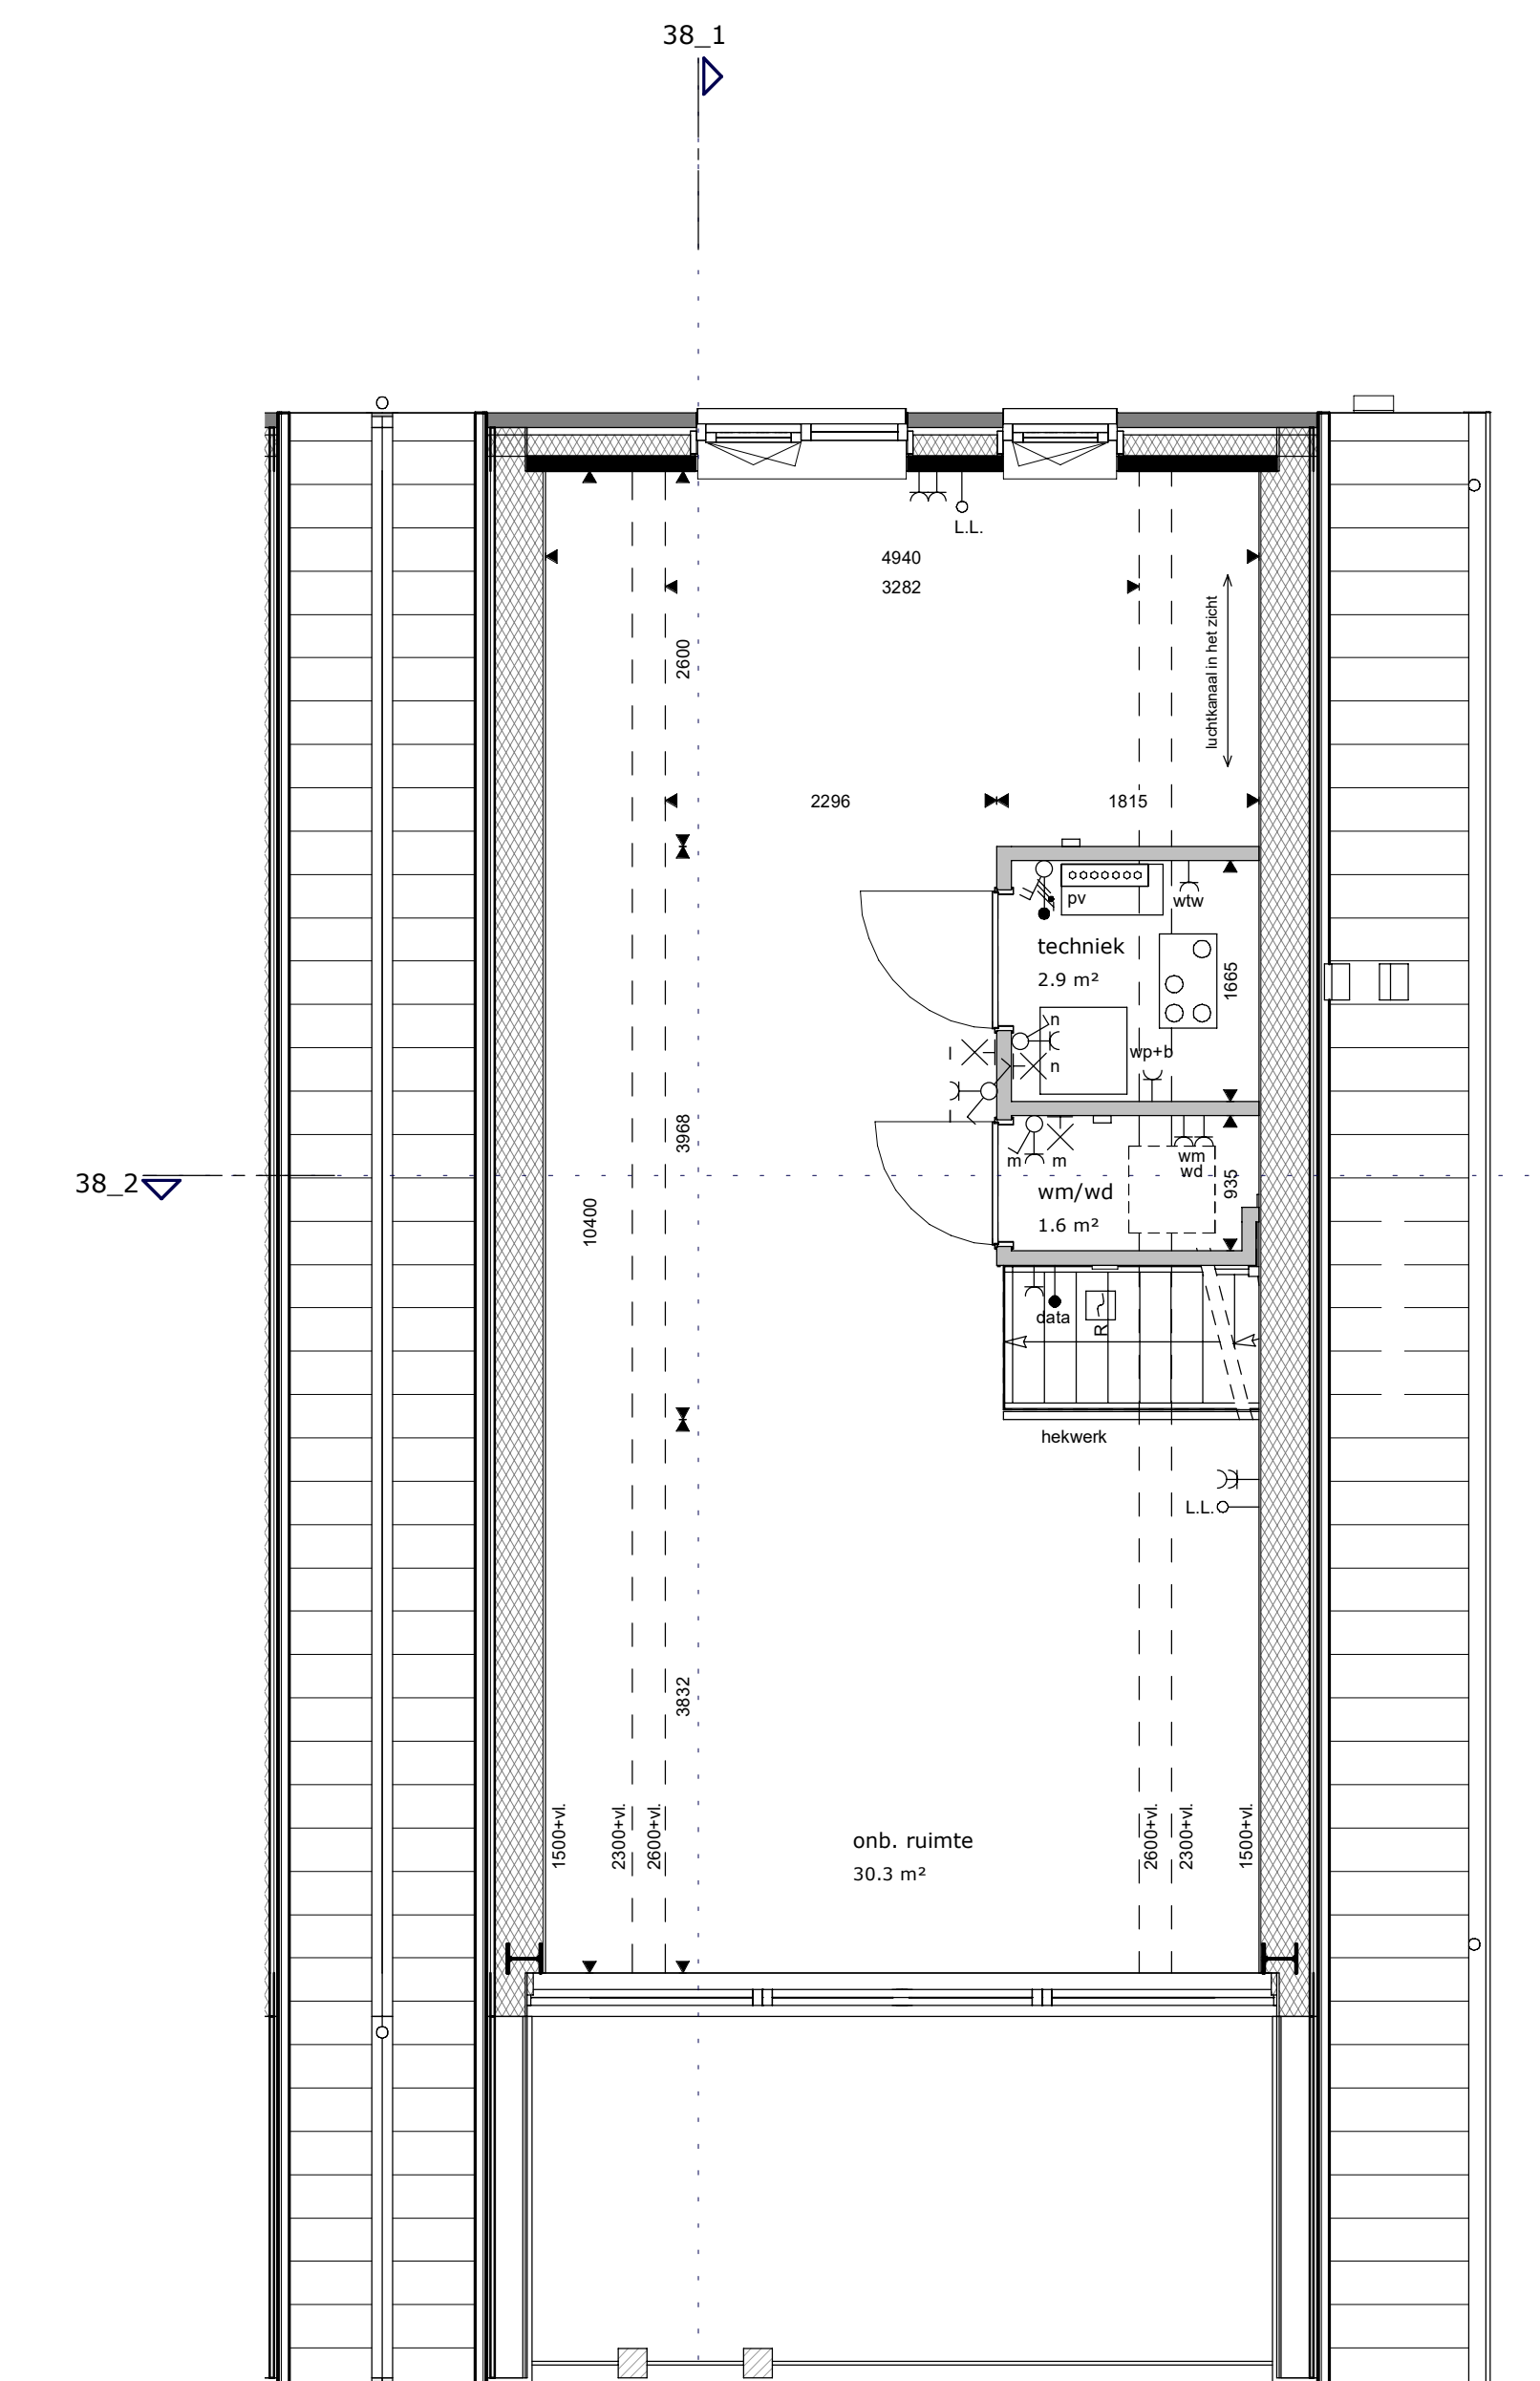 38_1
L.L.
4940
3282
2600
luchtkanaal in het zicht
2296
1815
pv
wtw
techniek
2.9 m²
1665
n
l
n
wp+b
l
3968
m
m
wm
wd
38_2
wm/wd
1.6 m²
935
10400
data
R
hekwerk
L.L.
3832
1500+vl.
2300+vl.
2600+vl.
2600+vl.
2300+vl.
1500+vl.
onb. ruimte
30.3 m²